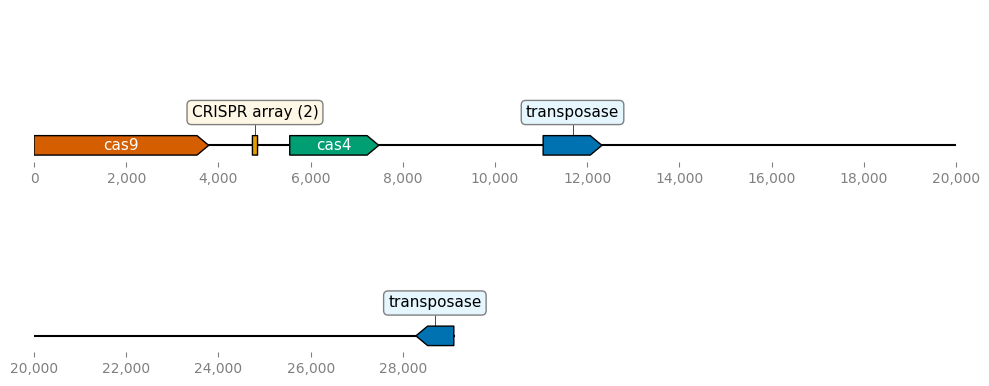 CRISPR array (2) transposase
cas9 cas4
0 2,000 4,000 6,000 8,000 10,000 12,000 14,000 16,000 18,000 20,000
transposase
20,000 22,000 24,000 26,000 28,000